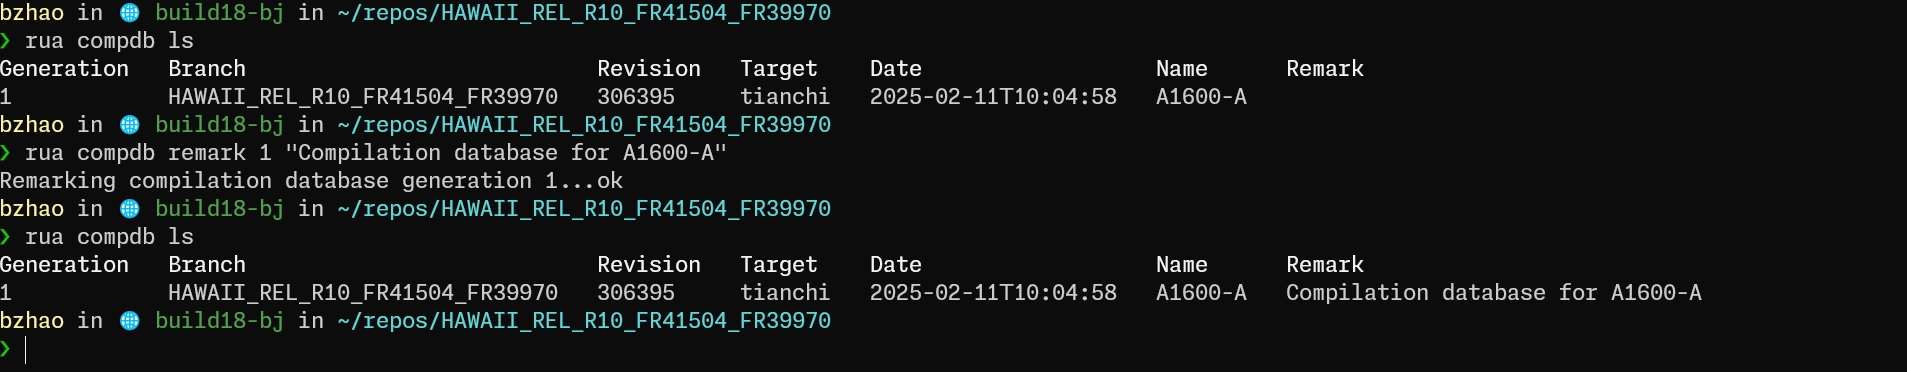 bzhao in 🌐 build18-bj in ~/repos/HAWAII_REL_R10_FR41504_FR39970
❯ rua compdb ls
Generation   Branch                           Revision   Target    Date                  Name      Remark
1            HAWAII_REL_R10_FR41504_FR39970   306395     tianchi   2025-02-11T10:04:58   A1600-A
bzhao in 🌐 build18-bj in ~/repos/HAWAII_REL_R10_FR41504_FR39970
❯ rua compdb remark 1 "Compilation database for A1600-A"
Remarking compilation database generation 1...ok
bzhao in 🌐 build18-bj in ~/repos/HAWAII_REL_R10_FR41504_FR39970
❯ rua compdb ls
Generation   Branch                           Revision   Target    Date                  Name      Remark
1            HAWAII_REL_R10_FR41504_FR39970   306395     tianchi   2025-02-11T10:04:58   A1600-A   Compilation database for A1600-A
bzhao in 🌐 build18-bj in ~/repos/HAWAII_REL_R10_FR41504_FR39970
❯